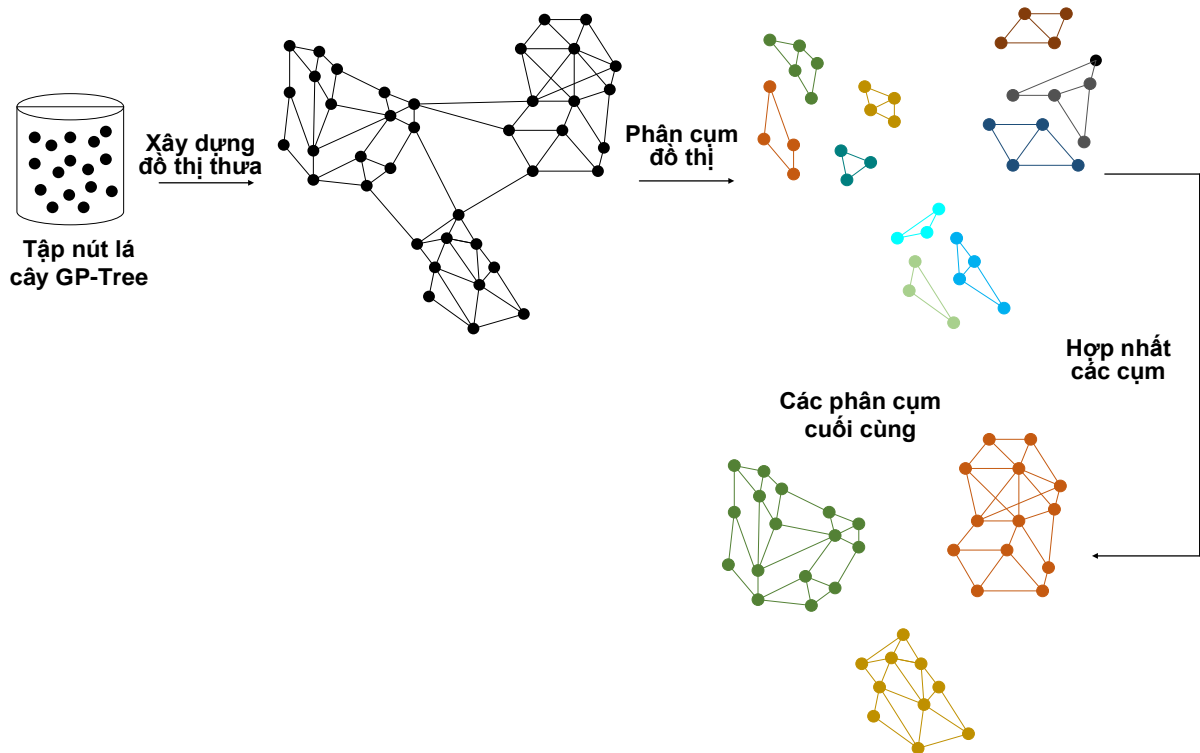 Xây dựng
đồ thị thưa
Tập nút lá
cây GP-Tree
Phân cụm
đồ thị
Hợp nhất
các cụm
Các phân cụm
cuối cùng